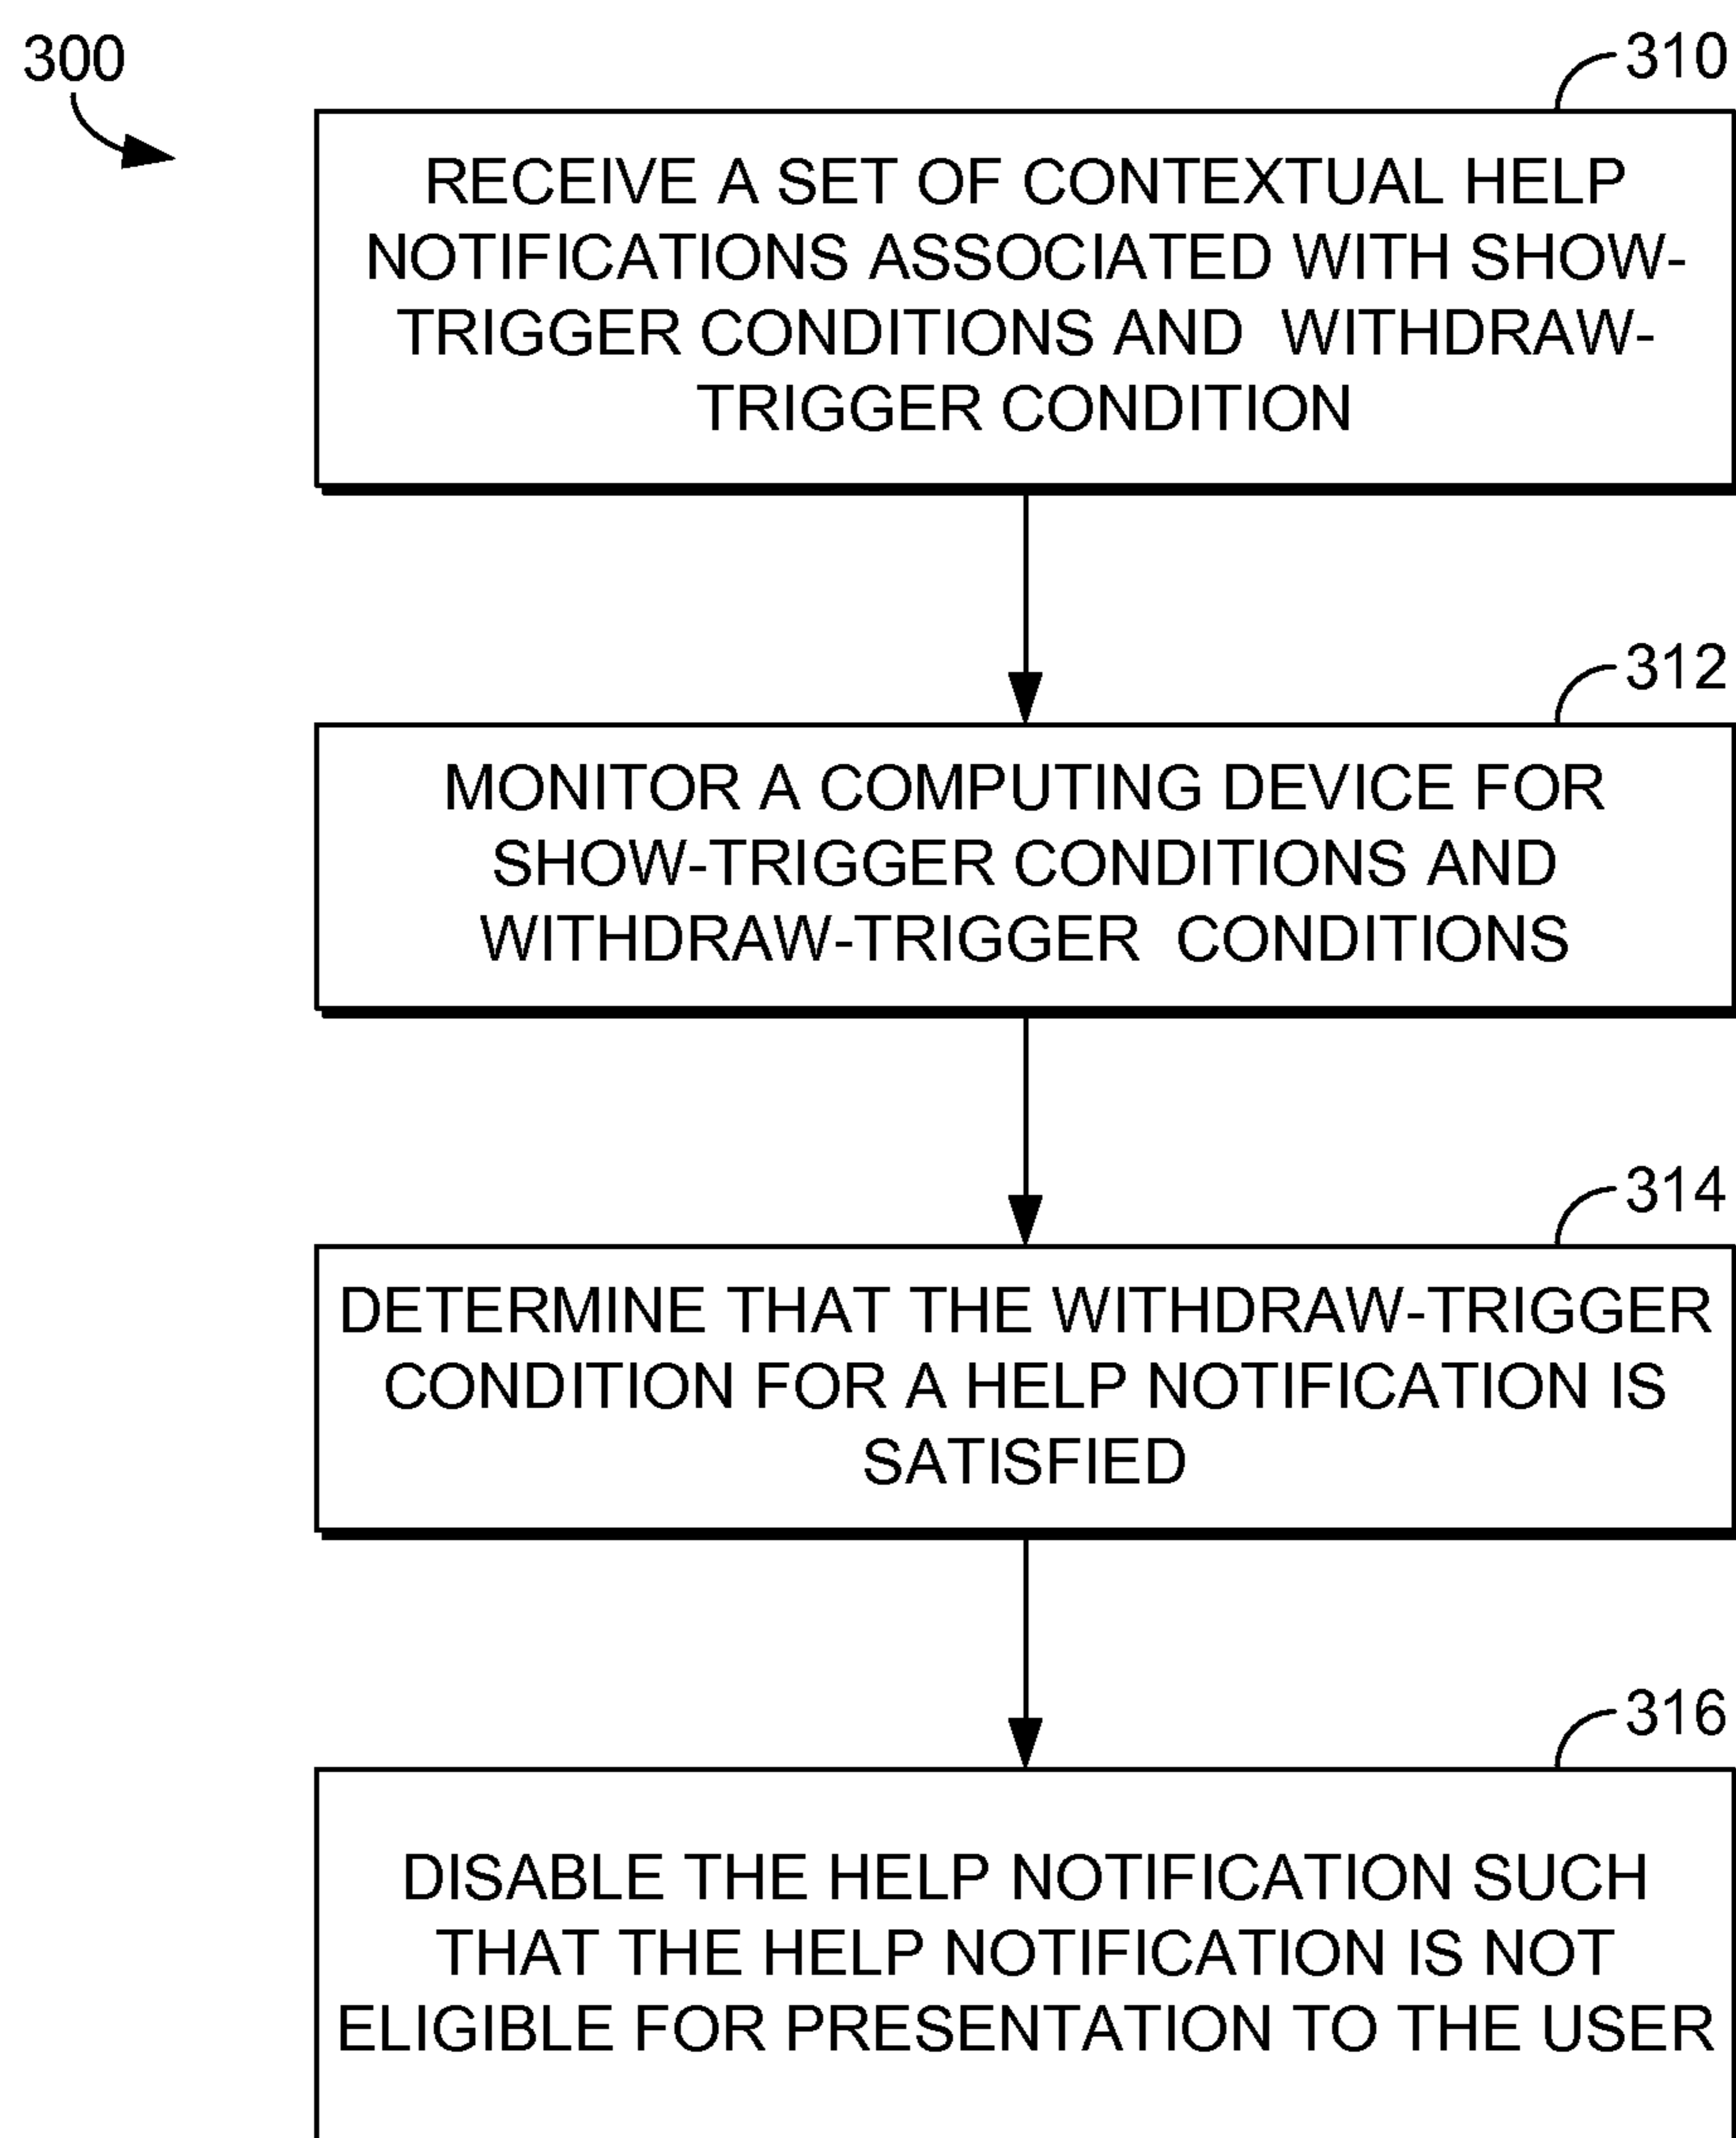 300
310
RECEIVE A SET OF CONTEXTUAL HELP
NOTIFICATIONS ASSOCIATED WITH SHOW-
TRIGGER CONDITIONS AND WITHDRAW-
TRIGGER CONDITION
312
MONITOR A COMPUTING DEVICE FOR
SHOW-TRIGGER CONDITIONS AND
WITHDRAW-TRIGGER CONDITIONS
314
DETERMINE THAT THE WITHDRAW-TRIGGER
CONDITION FOR A HELP NOTIFICATION IS
SATISFIED
316
DISABLE THE HELP NOTIFICATION SUCH
THAT THE HELP NOTIFICATION IS NOT
ELIGIBLE FOR PRESENTATION TO THE USER